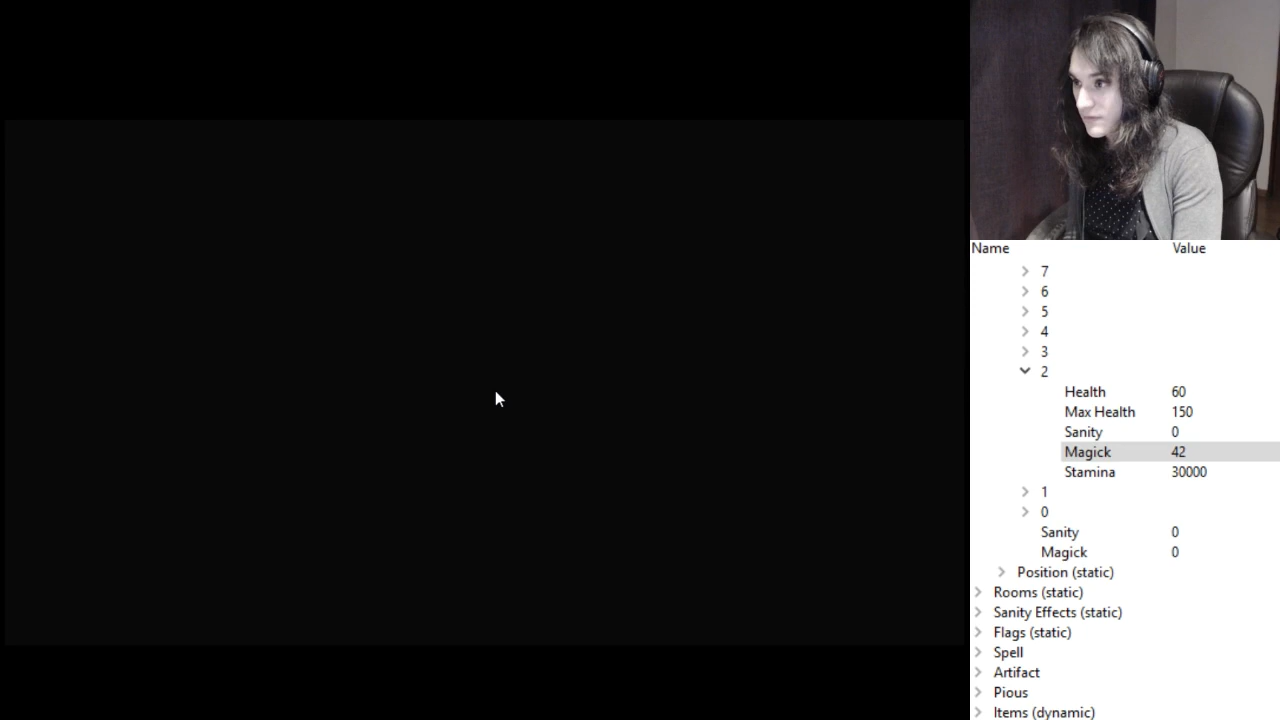 Name Value
7
6
5
4
3
2
Health 60
Max Health 150
Sanity 0
Magick 42
Stamina 30000
1
0
Sanity 0
Magick 0
Position (static)
Rooms (static)
Sanity Effects (static)
Flags (static)
Spell
Artifact
Pious
Items (dynamic)